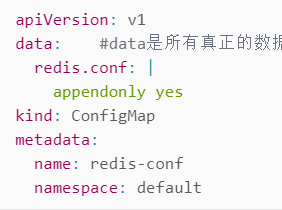 apiVersion: v1
data:    #data是所有真正的数据
  redis.conf: |
    appendonly yes
kind: ConfigMap
metadata:
  name: redis-conf
  namespace: default